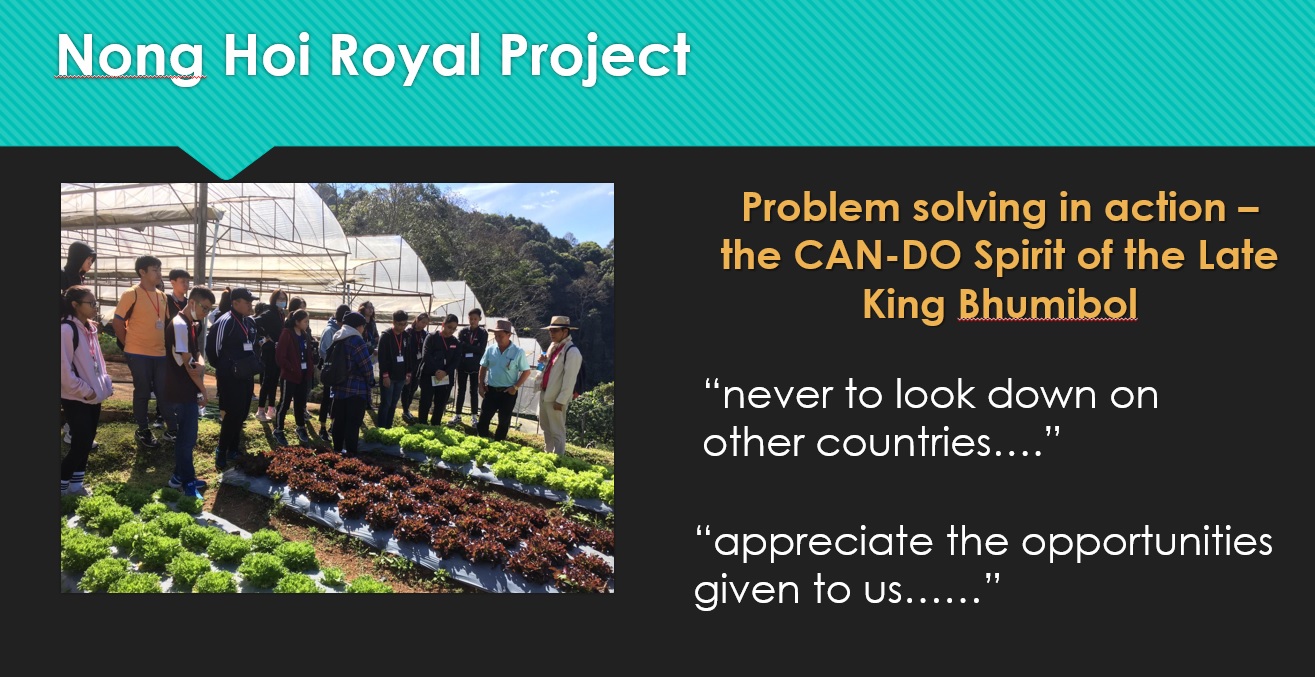 Nong Hoi Royal Project
Problem solving in action –
the CAN-DO Spirit of the Late
King Bhumibol
“never to look down on
other countries….”
“appreciate the opportunities
given to us……”